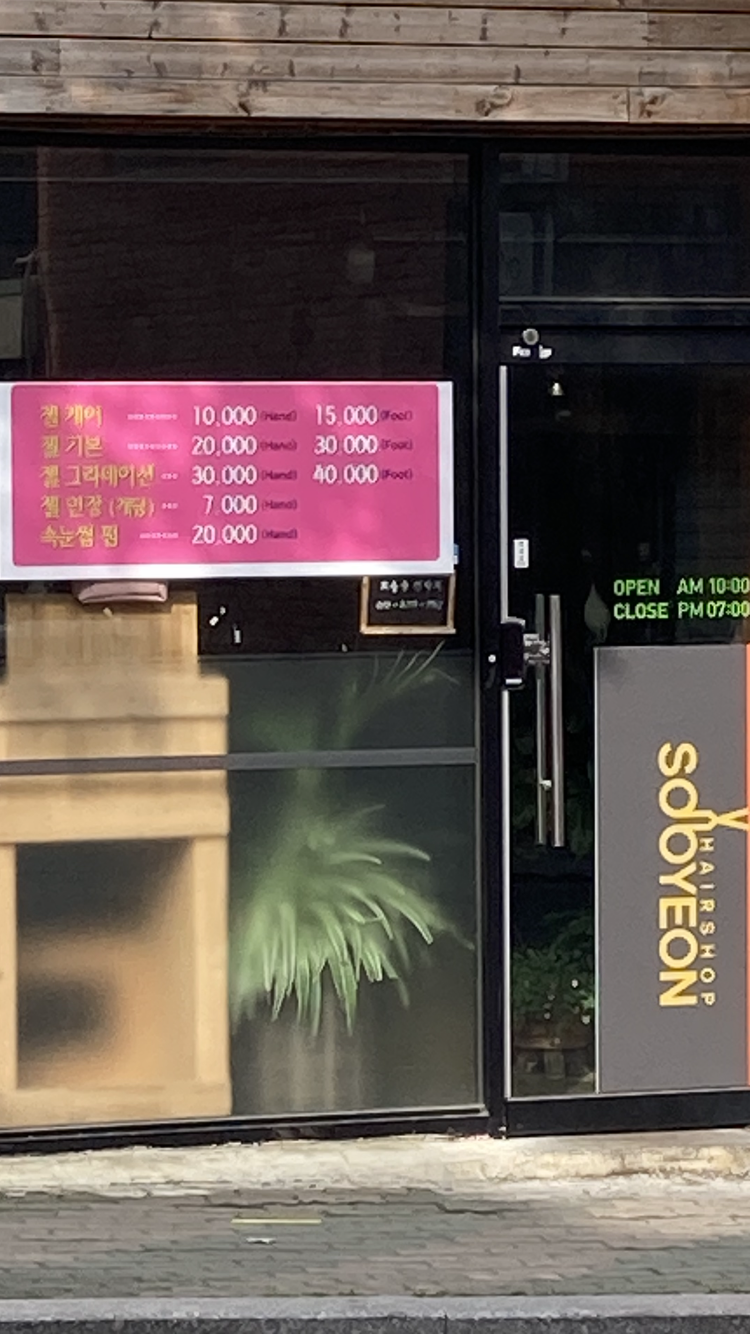 젤 케어 10,000 (Hand) 15,000 (Foot)
젤 기본 20,000 (Hand) 30,000 (Foot)
젤 그라데이션 30,000 (Hand) 40,000 (Foot)
젤 연장 (개당) 7,000 (Hand)
속눈썹 펌 20,000 (Hand)
OPEN AM 10:00
CLOSE PM 07:00
SOOYEON
HAIRSHOP